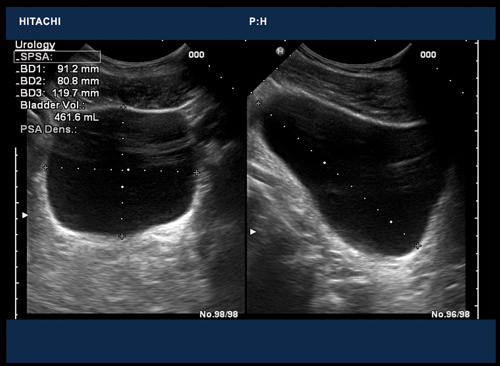 HITACHI
P:H
Urology
SPSA:
BD1: 91.2 mm
BD2: 80.8 mm
BD3: 119.7 mm
Bladder Vol.:
461.6 mL
PSA Dens.:
000
000
H
No.98/98
No.96/98